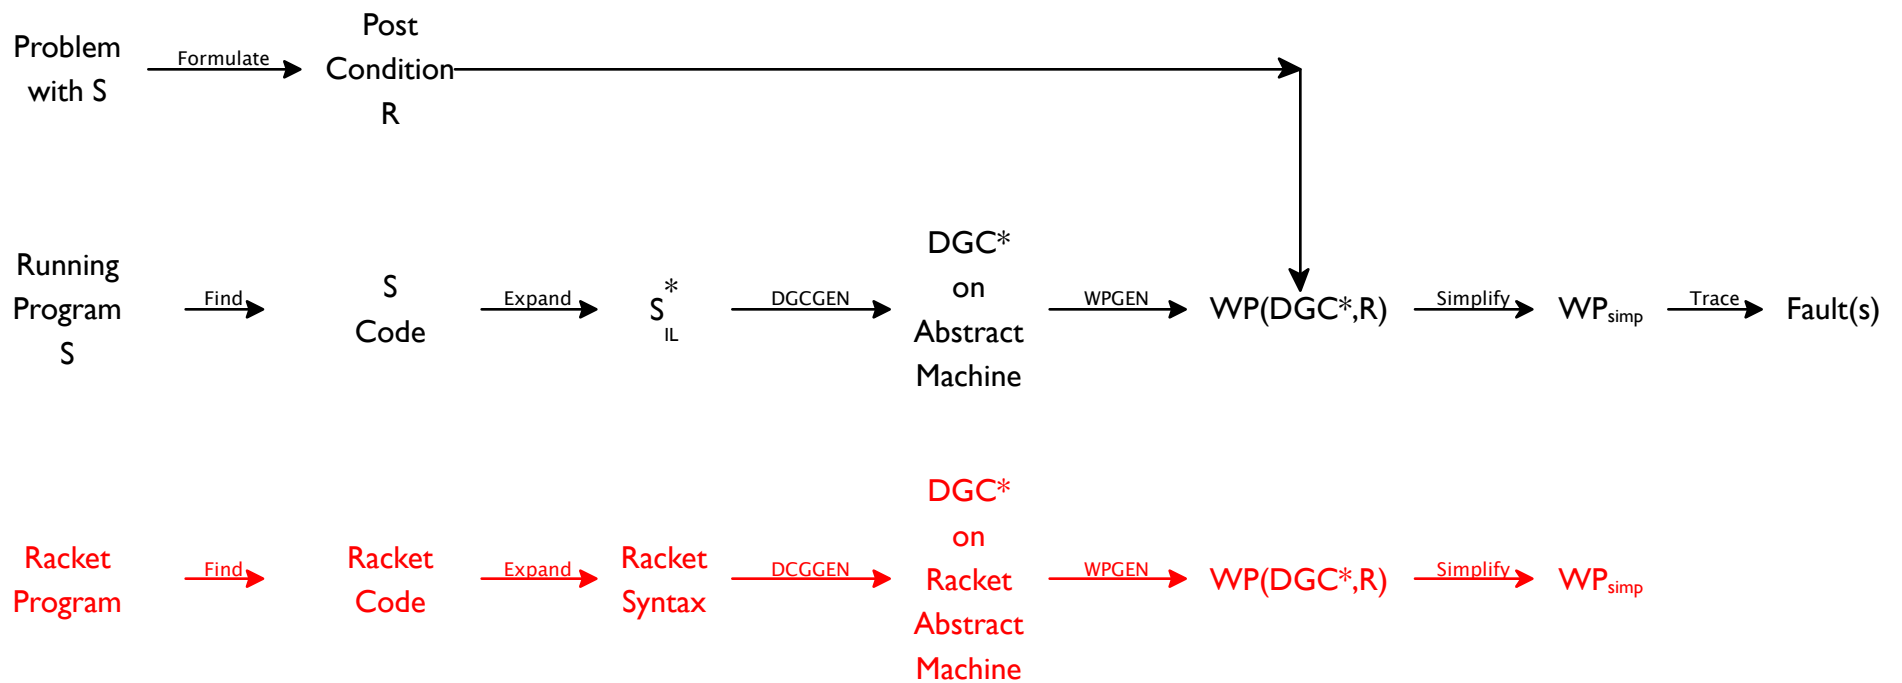 Problem
with S
Formulate
Post
Condition
R
Running
Program
S
Find
S
Code
Expand
S*IL
DGCGEN
DGC*
on
Abstract
Machine
WPGEN
WP(DGC*,R)
Simplify
WPsimp
Trace
Fault(s)
Racket
Program
Find
Racket
Code
Expand
Racket
Syntax
DCGGEN
DGC*
on
Racket
Abstract
Machine
WPGEN
WP(DGC*,R)
Simplify
WPsimp